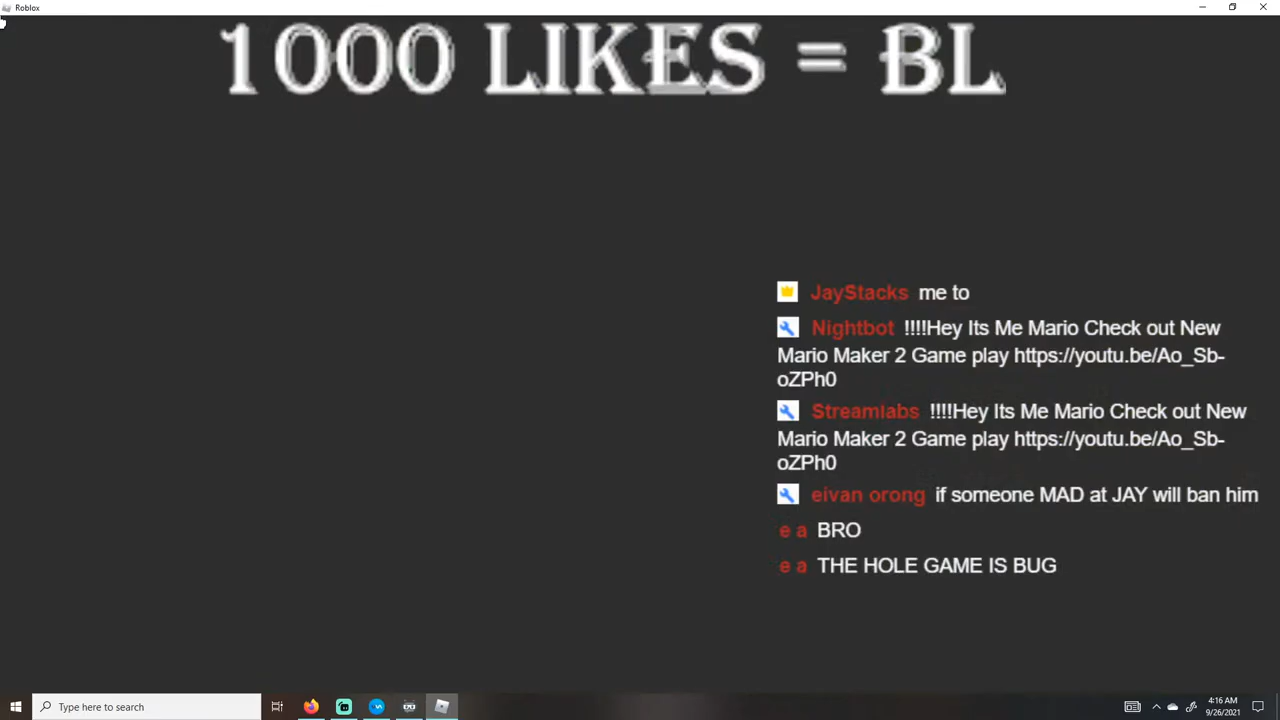 Roblox
1000 LIKES = BL
JayStacks me to
Nightbot !!!!Hey Its Me Mario Check out New
Mario Maker 2 Game play https://youtu.be/Ao_Sb-
oZPh0
Streamlabs !!!!Hey Its Me Mario Check out New
Mario Maker 2 Game play https://youtu.be/Ao_Sb-
oZPh0
eivan orong if someone MAD at JAY will ban him
e a BRO
e a THE HOLE GAME IS BUG
Type here to search
4:16 AM
9/26/2021